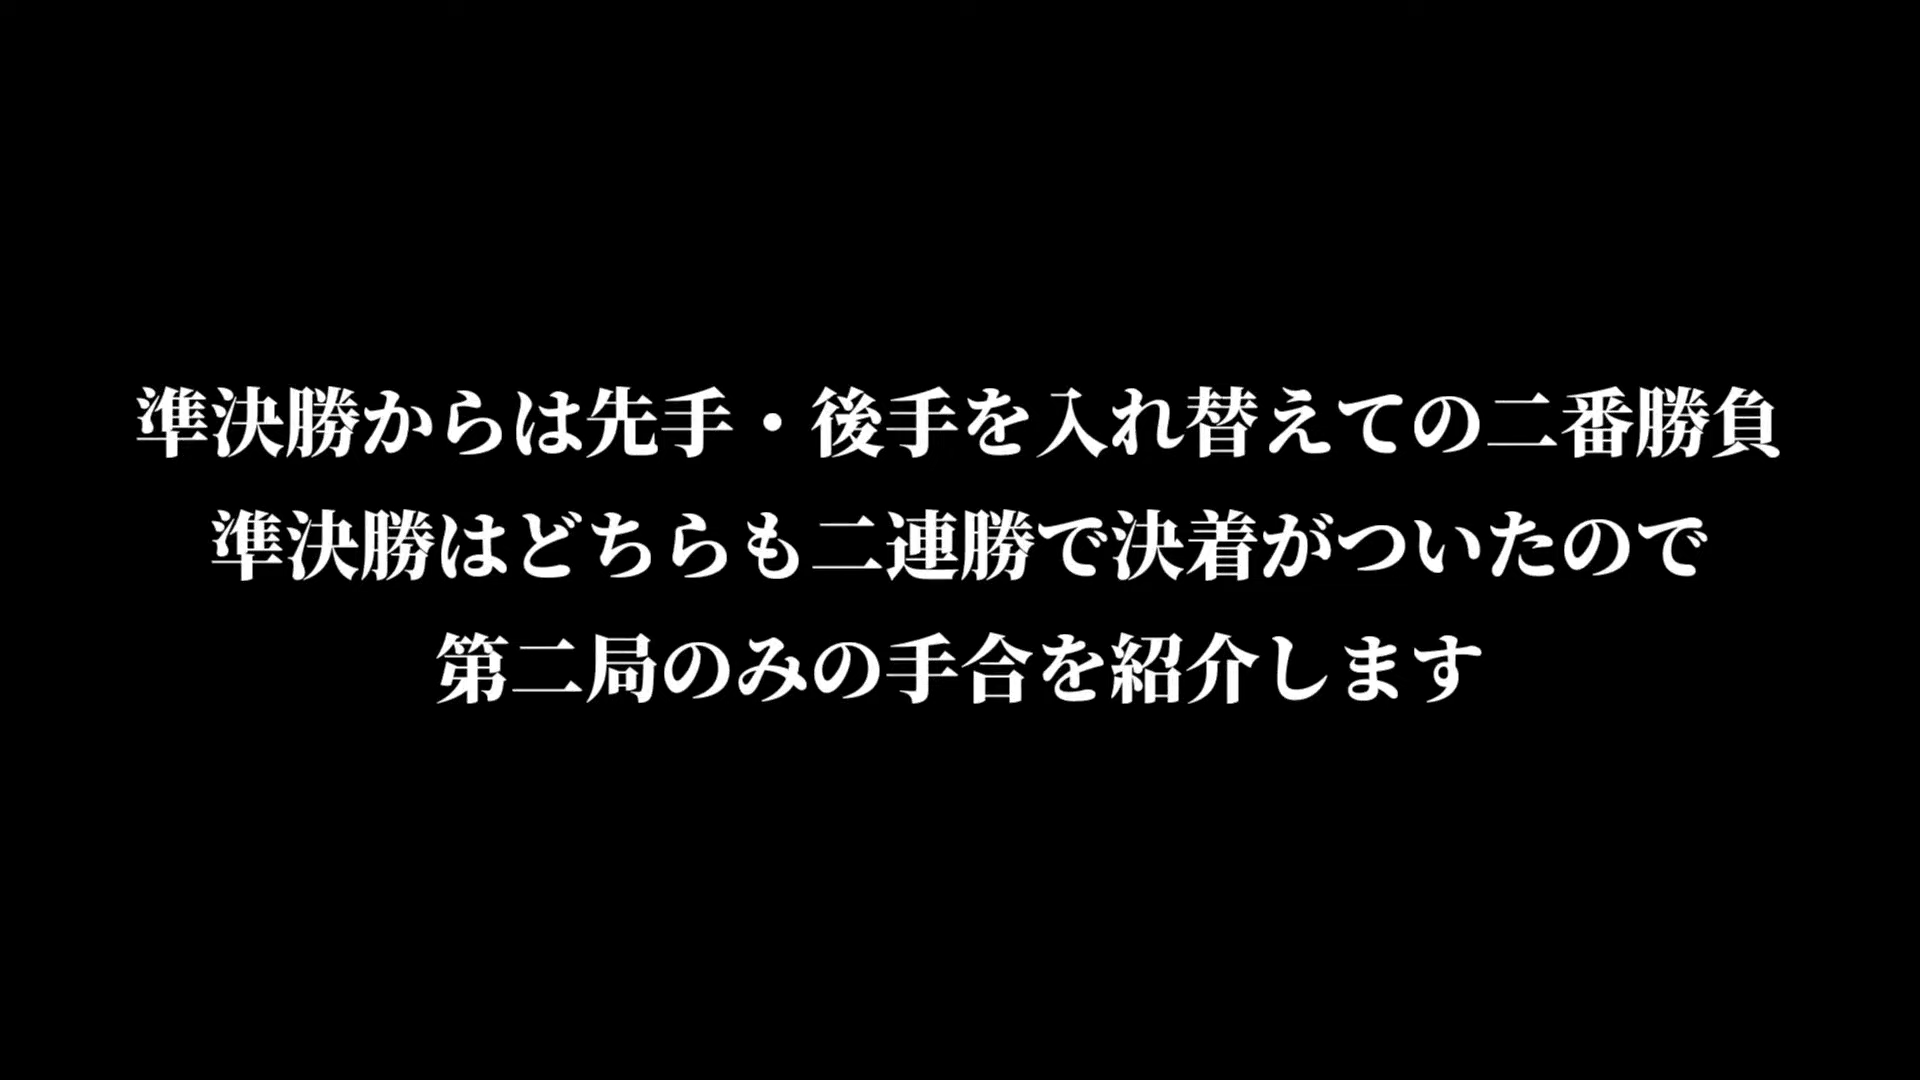 準決勝からは先手・後手を入れ替えての二番勝負
準決勝はどちらも二連勝で決着がついたので
第二局のみの手合を紹介します